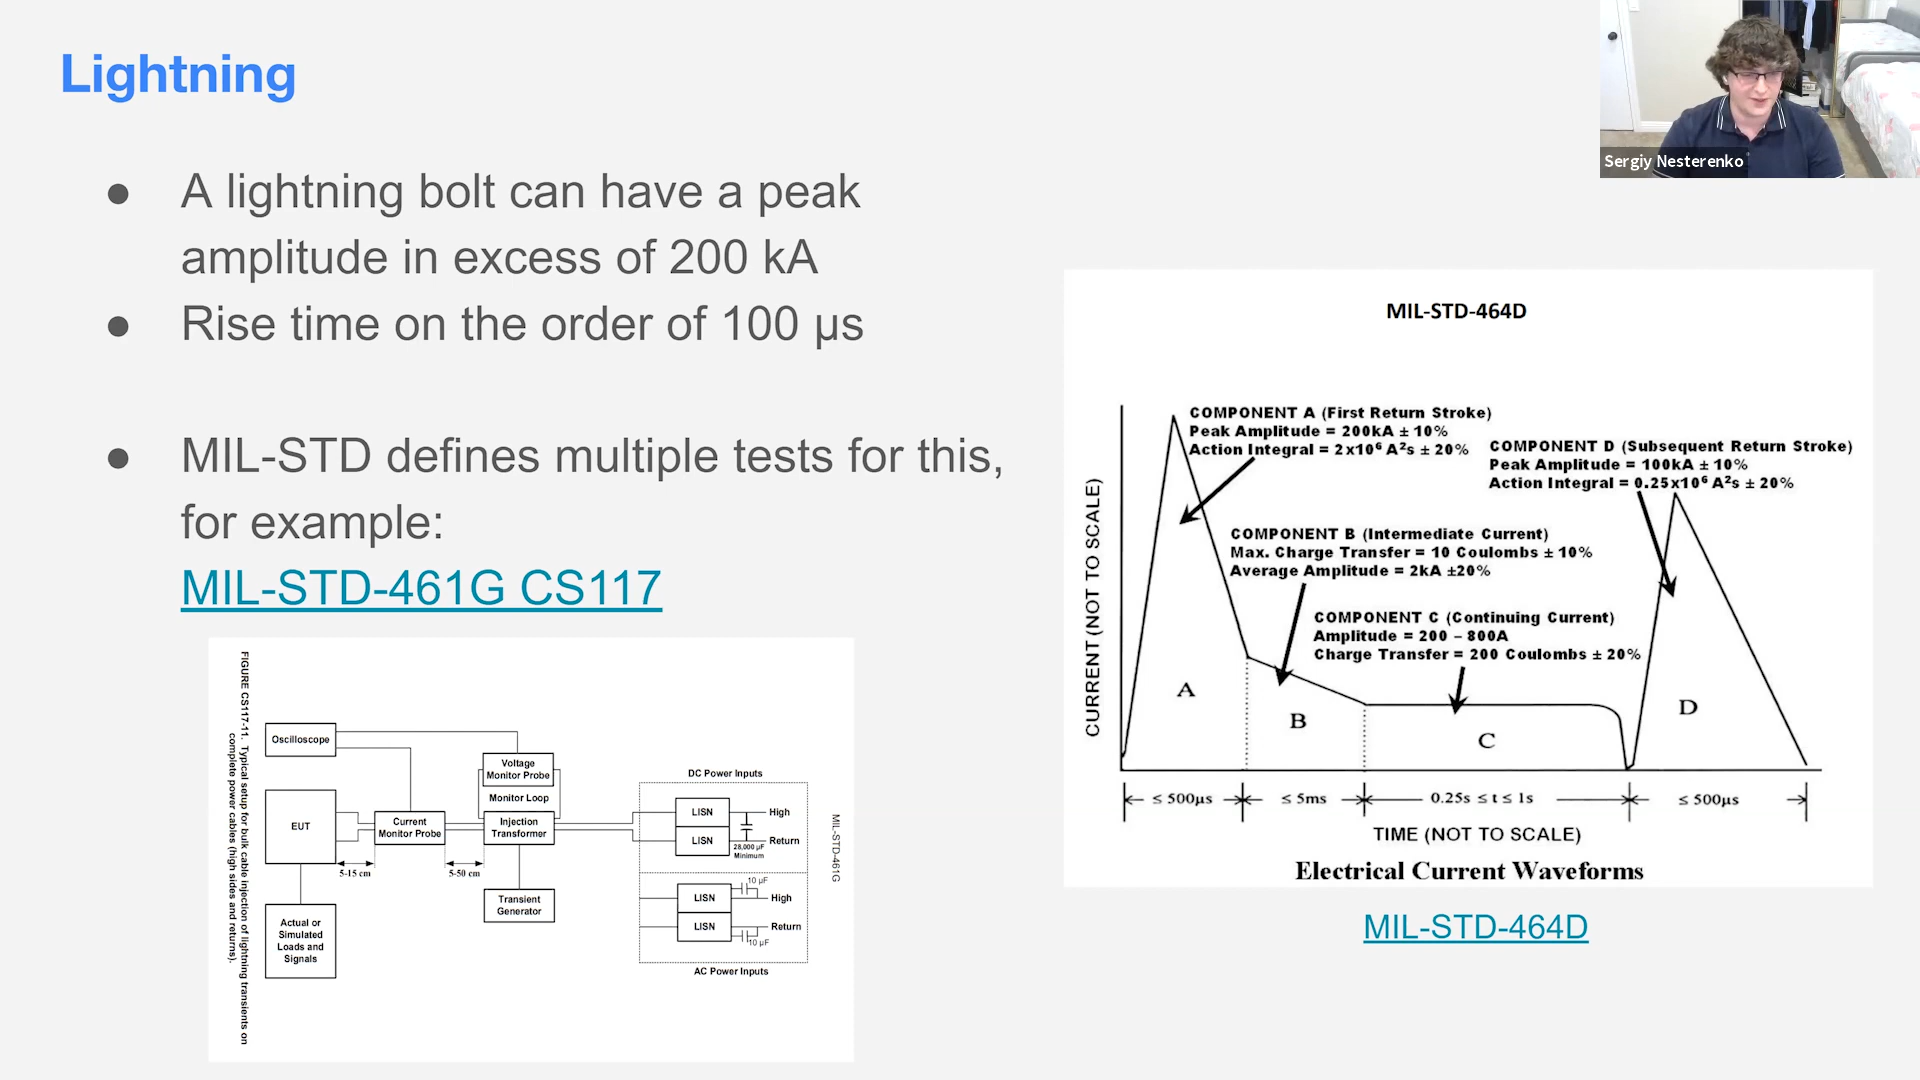 Lightning
Sergiy Nesterenko
● A lightning bolt can have a peak
amplitude in excess of 200 kA
● Rise time on the order of 100 µs
● MIL-STD defines multiple tests for this,
for example:
MIL-STD-461G CS117
FIGURE CS117-11. Typical setup for bulk cable injection of lightning transients on
complete power cables (high sides and returns).
Oscilloscope
Voltage
Monitor Probe
Monitor Loop
EUT
Current
Monitor Probe
Injection
Transformer
5-15 cm
5-50 cm
Transient
Generator
Actual or
Simulated
Loads and
Signals
DC Power Inputs
LISN
High
LISN
Return
28,000 µF
Minimum
10 µF
LISN
High
LISN
Return
10 µF
AC Power Inputs
MIL-STD-461G
MIL-STD-464D
COMPONENT A (First Return Stroke)
Peak Amplitude = 200kA ± 10%
Action Integral = 2x10⁶ A²s ± 20%
COMPONENT D (Subsequent Return Stroke)
Peak Amplitude = 100kA ± 10%
Action Integral = 0.25x10⁶ A²s ± 20%
COMPONENT B (Intermediate Current)
Max. Charge Transfer = 10 Coulombs ± 10%
Average Amplitude = 2kA ±20%
COMPONENT C (Continuing Current)
Amplitude = 200 – 800A
Charge Transfer = 200 Coulombs ± 20%
CURRENT (NOT TO SCALE)
A
B
C
D
≤ 500µs
≤ 5ms
0.25s ≤ t ≤ 1s
≤ 500µs
TIME (NOT TO SCALE)
Electrical Current Waveforms
MIL-STD-464D